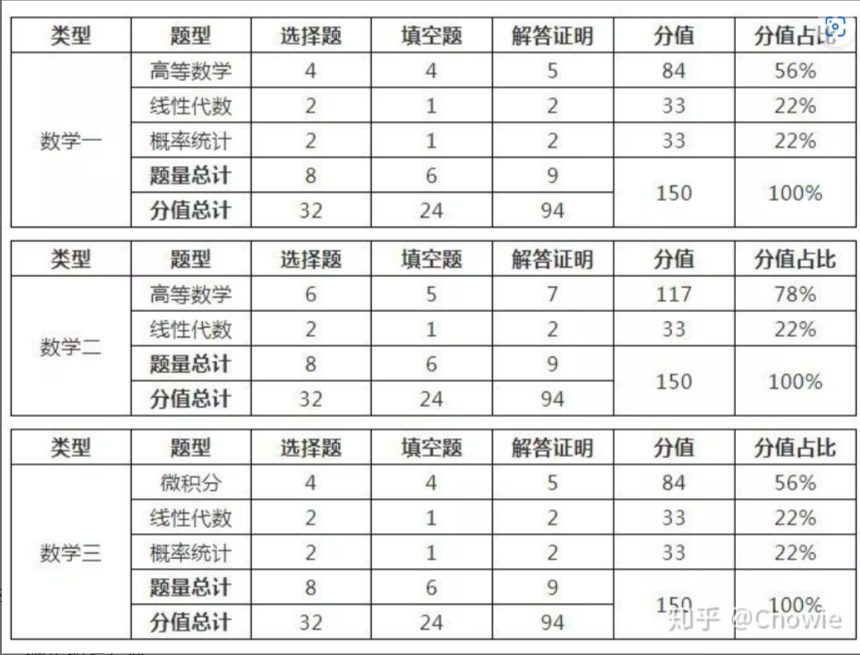 类型 题型 选择题 填空题 解答证明 分值 分值占比
高等数学 4 4 5 84 56%
线性代数 2 1 2 33 22%
数学一 概率统计 2 1 2 33 22%
题量总计 8 6 9
150 100%
分值总计 32 24 94
类型 题型 选择题 填空题 解答证明 分值 分值占比
高等数学 6 5 7 117 78%
线性代数 2 1 2 33 22%
数学二
题量总计 8 6 9
150 100%
分值总计 32 24 94
类型 题型 选择题 填空题 解答证明 分值 分值占比
微积分 4 4 5 84 56%
线性代数 2 1 2 33 22%
数学三 概率统计 2 1 2 33 22%
题量总计 8 6 9
150 100%
分值总计 32 24 94
知乎 @Chowie